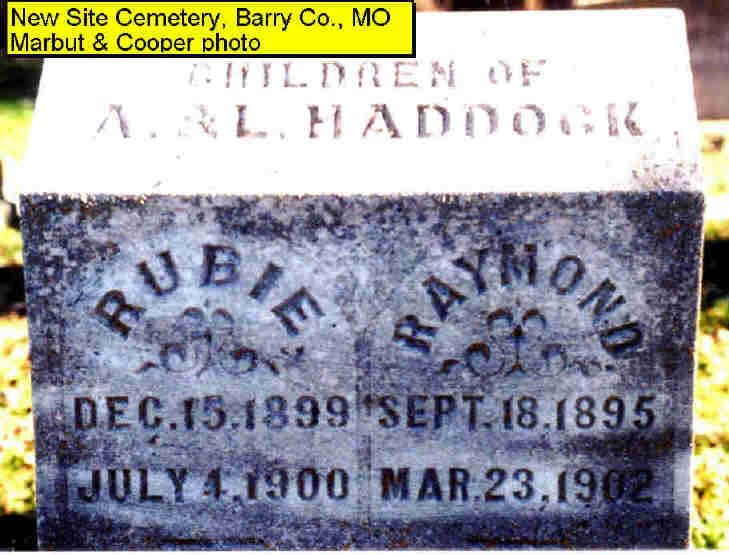 New Site Cemetery, Barry Co., MO
Marbut & Cooper photo
CHILDREN OF
A. & L. HADDOCK
RUBIE
DEC. 15. 1899
JULY 4, 1900
RAYMOND
SEPT. 18. 1895
MAR. 23, 1902